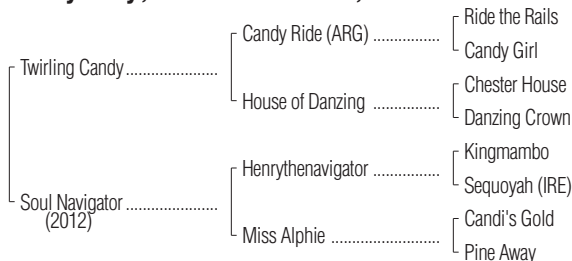 Ride the Rails
Candy Ride (ARG) ................
Candy Girl
Twirling Candy ......................
Chester House
House of Danzing ................
Danzing Crown
Kingmambo
Henrythenavigator ................
Sequoyah (IRE)
Soul Navigator ......................
(2012)
Candi's Gold
Miss Alphie ..........................
Pine Away